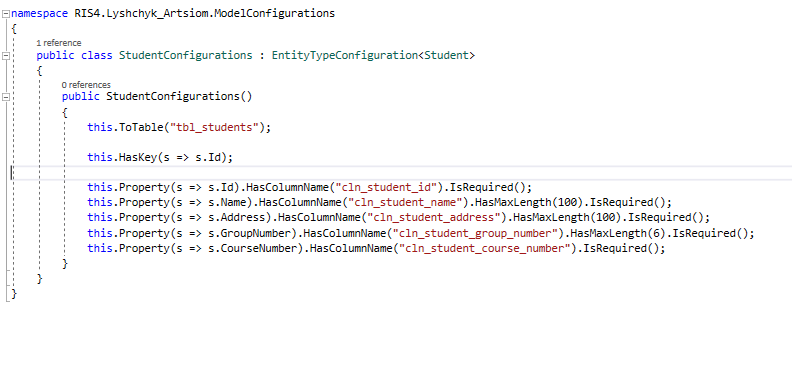 namespace RIS4.Lyshchyk_Artsiom.ModelConfigurations
{
1 reference
public class StudentConfigurations : EntityTypeConfiguration<Student>
{
0 references
public StudentConfigurations()
{
this.ToTable("tbl_students");
this.HasKey(s => s.Id);
this.Property(s => s.Id).HasColumnName("cln_student_id").IsRequired();
this.Property(s => s.Name).HasColumnName("cln_student_name").HasMaxLength(100).IsRequired();
this.Property(s => s.Address).HasColumnName("cln_student_address").HasMaxLength(100).IsRequired();
this.Property(s => s.GroupNumber).HasColumnName("cln_student_group_number").HasMaxLength(6).IsRequired();
this.Property(s => s.CourseNumber).HasColumnName("cln_student_course_number").IsRequired();
}
}
}